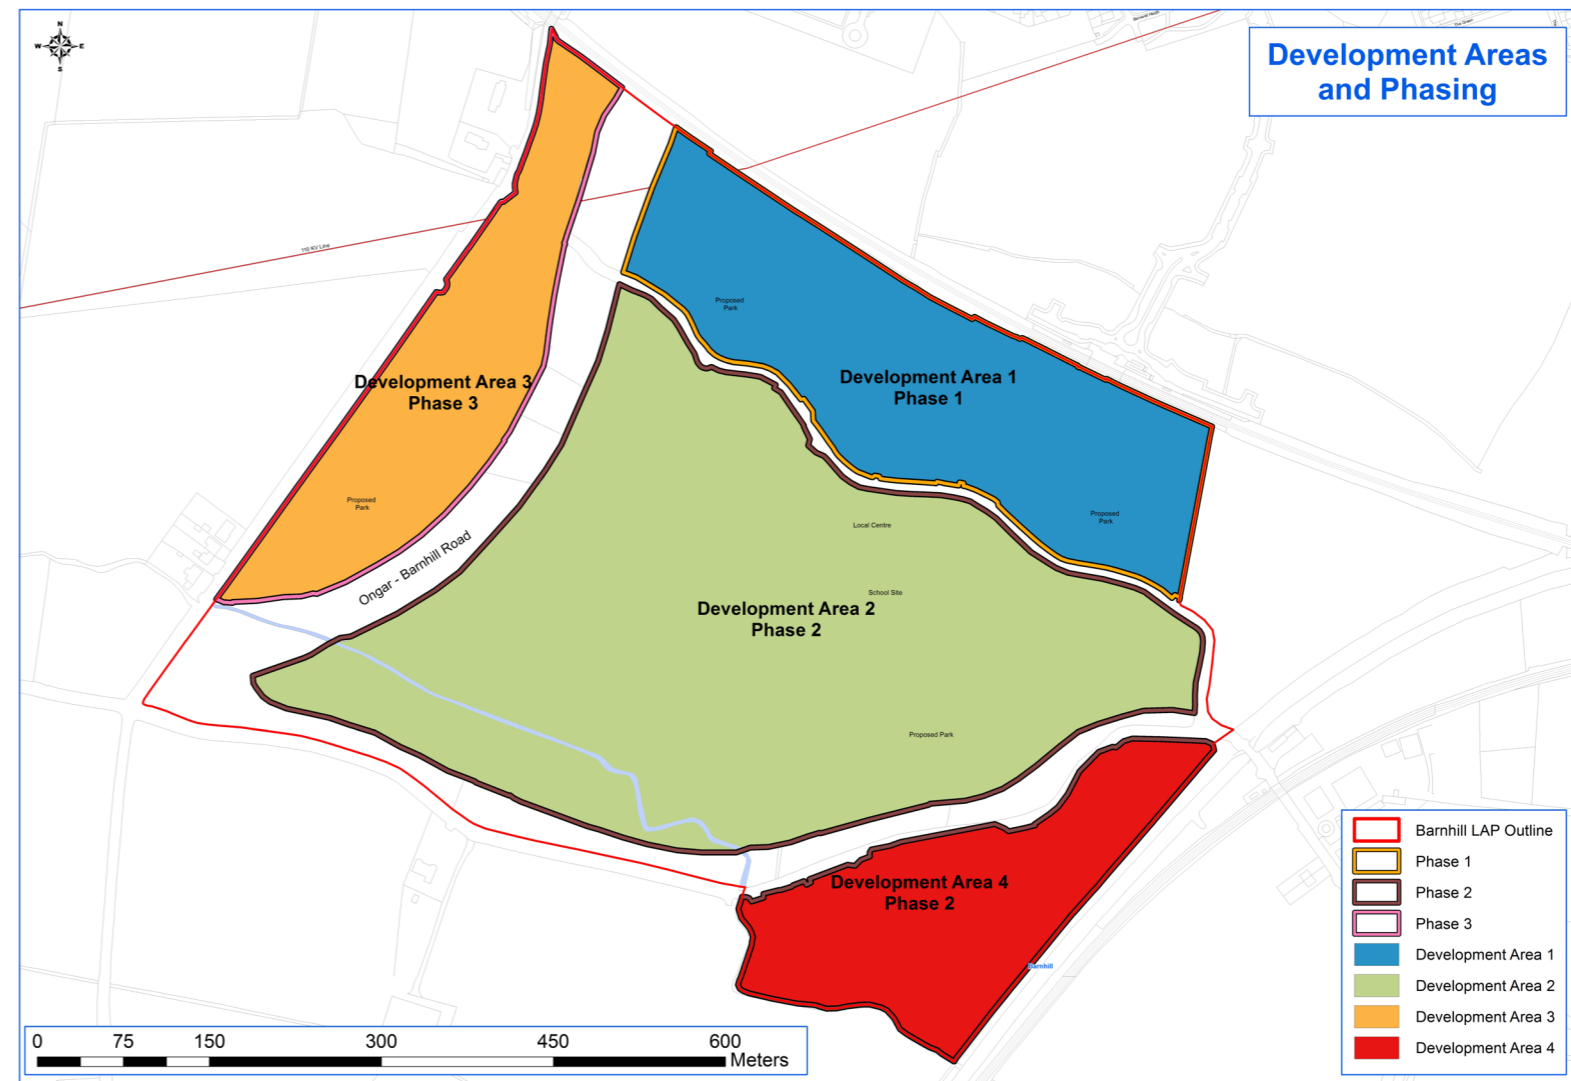 N
W E
S
Development Areas
and Phasing
The Green
110 KV Line
Proposed
Park
Development Area 1
Phase 1
Development Area 3
Phase 3
Proposed
Park
Proposed
Park
Local Centre
Ongar - Barnhill Road
School Site
Development Area 2
Phase 2
Proposed Park
Development Area 4
Phase 2
Barnhill
Barnhill LAP Outline
Phase 1
Phase 2
Phase 3
Development Area 1
Development Area 2
Development Area 3
Development Area 4
0 75 150 300 450 600
Meters